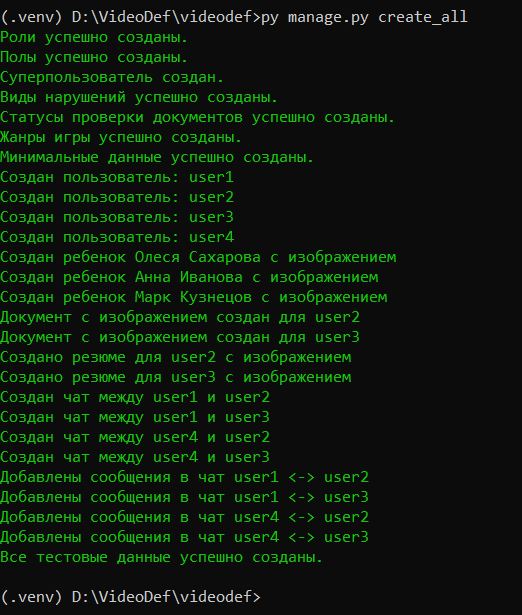 (.venv) D:\VideoDef\videodef>py manage.py create_all
Роли успешно созданы.
Полы успешно созданы.
Суперпользователь создан.
Виды нарушений успешно созданы.
Статусы проверки документов успешно созданы.
Жанры игры успешно созданы.
Минимальные данные успешно созданы.
Создан пользователь: user1
Создан пользователь: user2
Создан пользователь: user3
Создан пользователь: user4
Создан ребенок Олеся Сахарова с изображением
Создан ребенок Анна Иванова с изображением
Создан ребенок Марк Кузнецов с изображением
Документ с изображением создан для user2
Документ с изображением создан для user3
Создано резюме для user2 с изображением
Создано резюме для user3 с изображением
Создан чат между user1 и user2
Создан чат между user1 и user3
Создан чат между user4 и user2
Создан чат между user4 и user3
Добавлены сообщения в чат user1 <-> user2
Добавлены сообщения в чат user1 <-> user3
Добавлены сообщения в чат user4 <-> user2
Добавлены сообщения в чат user4 <-> user3
Все тестовые данные успешно созданы.
(.venv) D:\VideoDef\videodef>